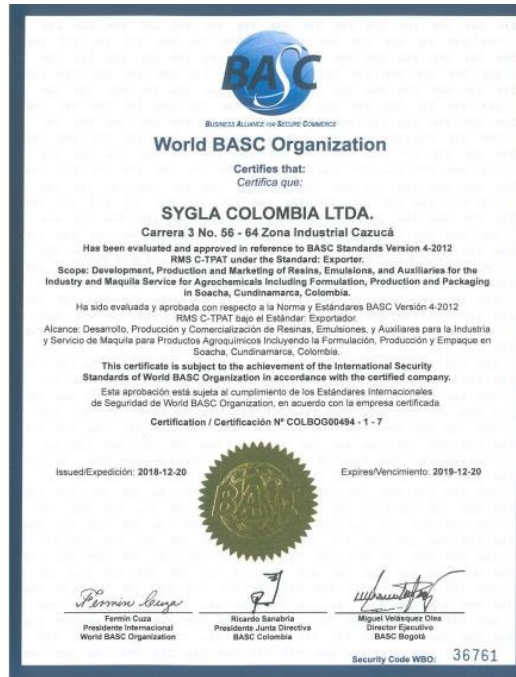 BASC
BUSINESS ALLIANCE FOR SECURE COMMERCE
World BASC Organization
Certifies that:
Certifica que:
SYGLA COLOMBIA LTDA.
Carrera 3 No. 56 - 64 Zona Industrial Cazucá
Has been evaluated and approved in reference to BASC Standards Version 4-2012
RMS C-TPAT under the Standard: Exporter.
Scope: Development, Production and Marketing of Resins, Emulsions, and Auxiliaries for the
Industry and Maquila Service for Agrochemicals Including Formulation, Production and Packaging
in Soacha, Cundinamarca, Colombia.
Ha sido evaluada y aprobada con respecto a la Norma y Estándares BASC Versión 4-2012
RMS C-TPAT bajo el Estándar: Exportador.
Alcance: Desarrollo, Producción y Comercialización de Resinas, Emulsiones, y Auxiliares para la Industria
y Servicio de Maquila para Productos Agroquímicos Incluyendo la Formulación, Producción y Empaque en
Soacha, Cundinamarca, Colombia.
This certificate is subject to the achievement of the International Security
Standards of World BASC Organization in accordance with the certified company.
Esta aprobación está sujeta al cumplimiento de los Estándares Internacionales
de Seguridad de World BASC Organization, en acuerdo con la empresa certificada.
Certification / Certificación Nº COLBOG00494 - 1 - 7
Issued/Expedición: 2018-12-20
Expires/Vencimiento: 2019-12-20
BASC
Fermin Cuza
Fermín Cuza
Presidente Internacional
World BASC Organization
Ricardo Sanabria
Presidente Junta Directiva
BASC Colombia
Miguel Velásquez Olea
Director Ejecutivo
BASC Bogotá
Security Code WBO: 36761